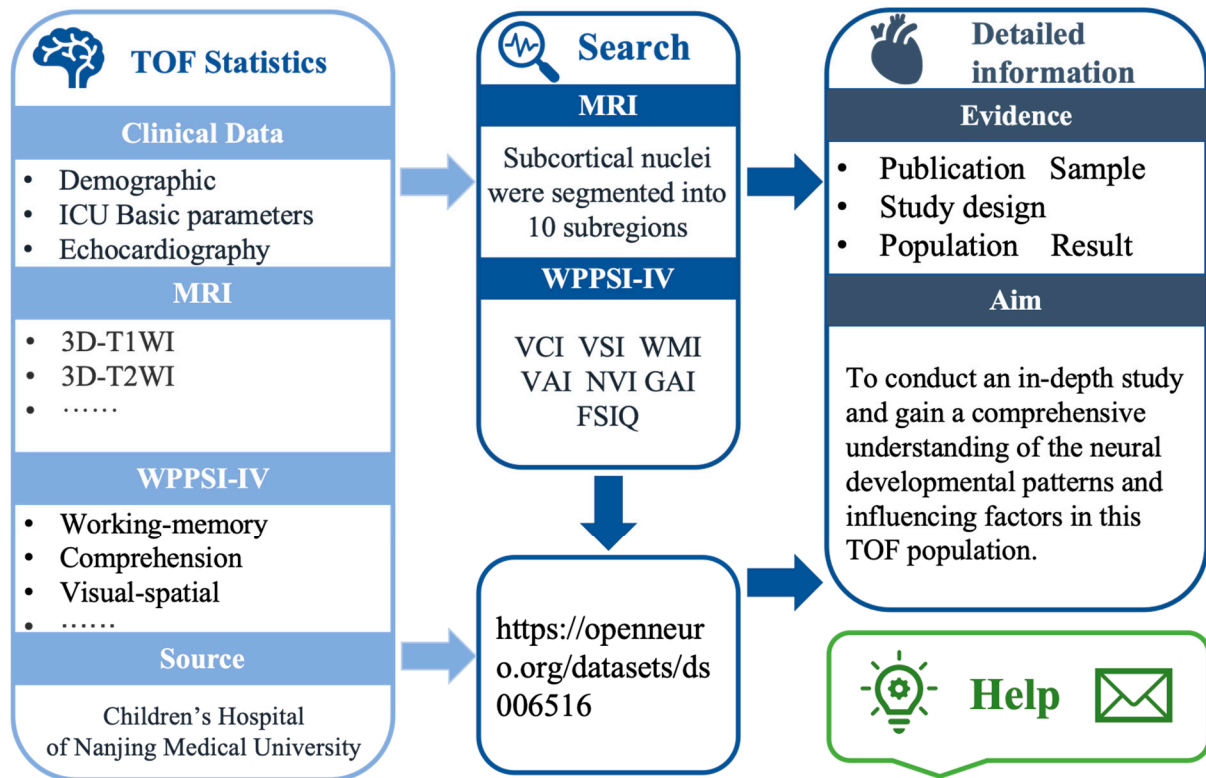 TOF Statistics
Clinical Data
• Demographic
• ICU Basic parameters
• Echocardiography
MRI
• 3D-T1WI
• 3D-T2WI
• ······
WPPSI-IV
• Working-memory
• Comprehension
• Visual-spatial
• ······
Source
Children's Hospital
of Nanjing Medical University
Search
MRI
Subcortical nuclei
were segmented into
10 subregions
WPPSI-IV
VCI VSI WMI
VAI NVI GAI
FSIQ
https://openneur
o.org/datasets/ds
006516
Detailed
information
Evidence
• Publication Sample
• Study design
• Population Result
Aim
To conduct an in-depth study
and gain a comprehensive
understanding of the neural
developmental patterns and
influencing factors in this
TOF population.
Help